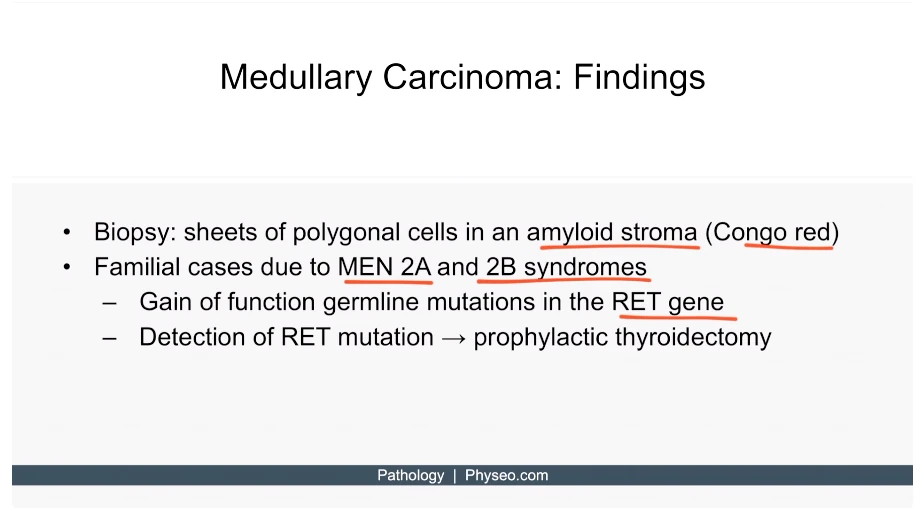 Medullary Carcinoma: Findings
• Biopsy: sheets of polygonal cells in an amyloid stroma (Congo red)
• Familial cases due to MEN 2A and 2B syndromes
– Gain of function germline mutations in the RET gene
– Detection of RET mutation → prophylactic thyroidectomy
Pathology | Physeo.com